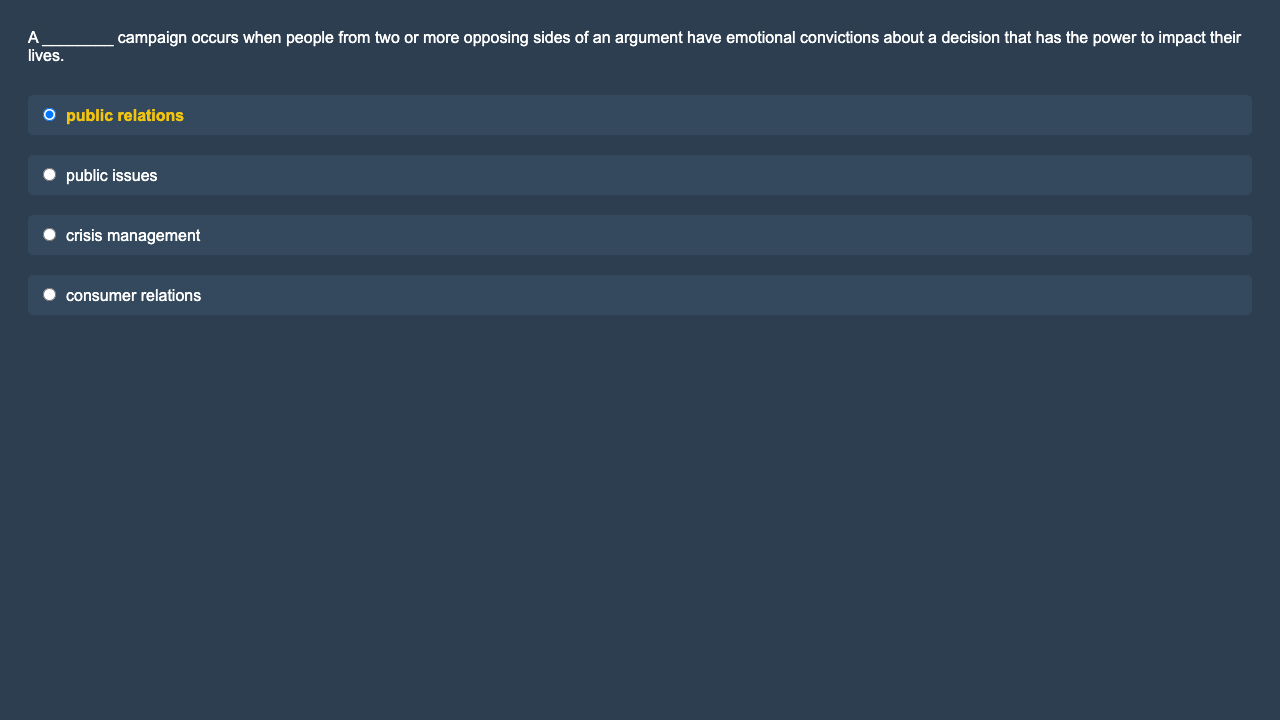 A ________ campaign occurs when people from two or more opposing sides of an argument have emotional convictions about a decision that has the power to impact their
lives.
public relations
public issues
crisis management
consumer relations